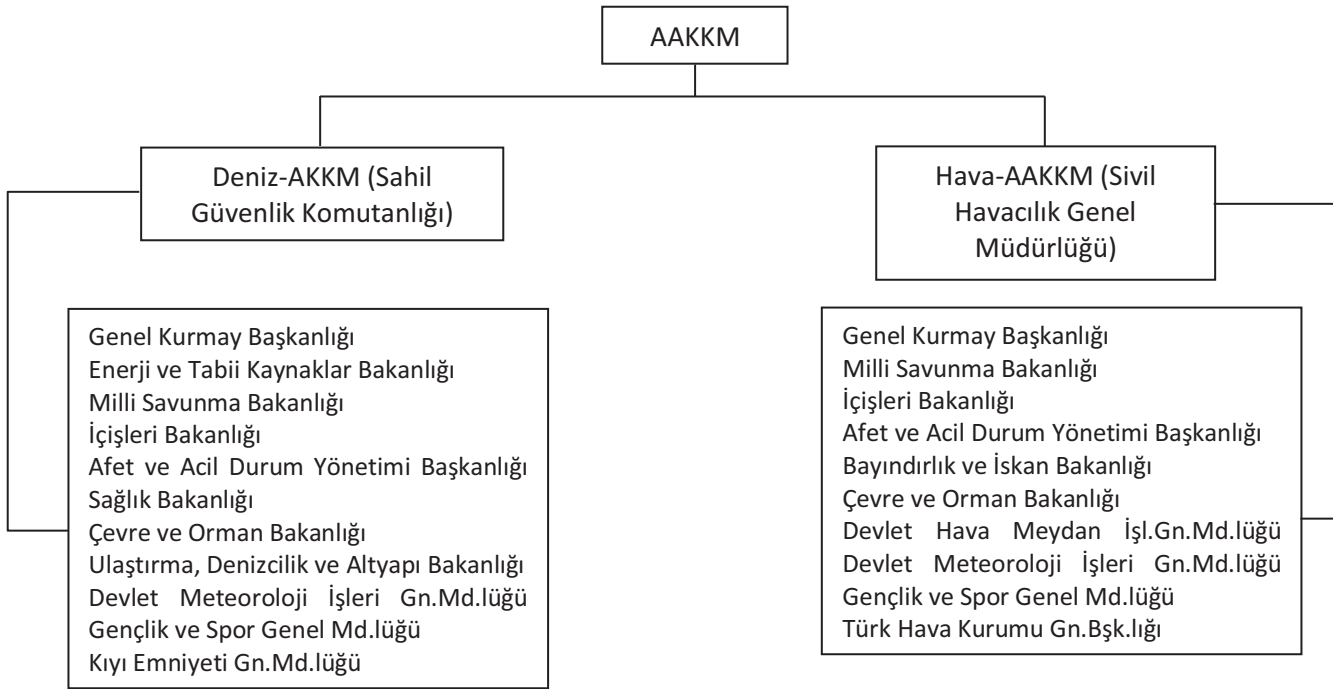 AAKKM
Deniz-AKKM (Sahil
Güvenlik Komutanlığı)
Hava-AAKKM (Sivil
Havacılık Genel
Müdürlüğü)
Genel Kurmay Başkanlığı
Enerji ve Tabii Kaynaklar Bakanlığı
Milli Savunma Bakanlığı
İçişleri Bakanlığı
Afet ve Acil Durum Yönetimi Başkanlığı
Sağlık Bakanlığı
Çevre ve Orman Bakanlığı
Ulaştırma, Denizcilik ve Altyapı Bakanlığı
Devlet Meteoroloji İşleri Gn.Md.lüğü
Gençlik ve Spor Genel Md.lüğü
Kıyı Emniyeti Gn.Md.lüğü
Genel Kurmay Başkanlığı
Milli Savunma Bakanlığı
İçişleri Bakanlığı
Afet ve Acil Durum Yönetimi Başkanlığı
Bayındırlık ve İskan Bakanlığı
Çevre ve Orman Bakanlığı
Devlet Hava Meydan İşl.Gn.Md.lüğü
Devlet Meteoroloji İşleri Gn.Md.lüğü
Gençlik ve Spor Genel Md.lüğü
Türk Hava Kurumu Gn.Bşk.lığı